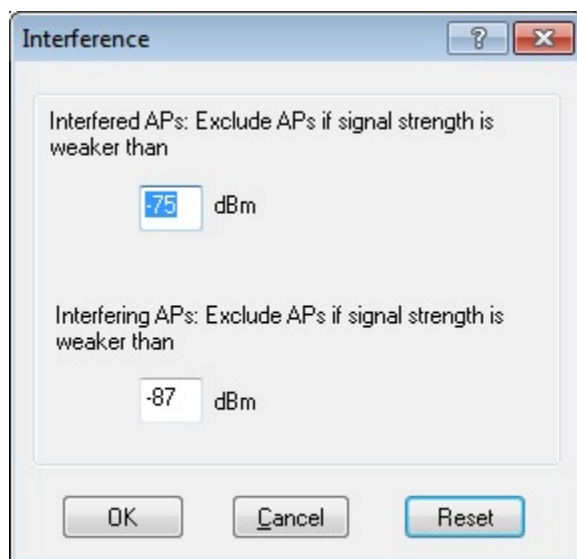 Interference
?
Interfered APs: Exclude APs if signal strength is
weaker than
-75 dBm
Interfering APs: Exclude APs if signal strength is
weaker than
-87 dBm
OK Cancel Reset